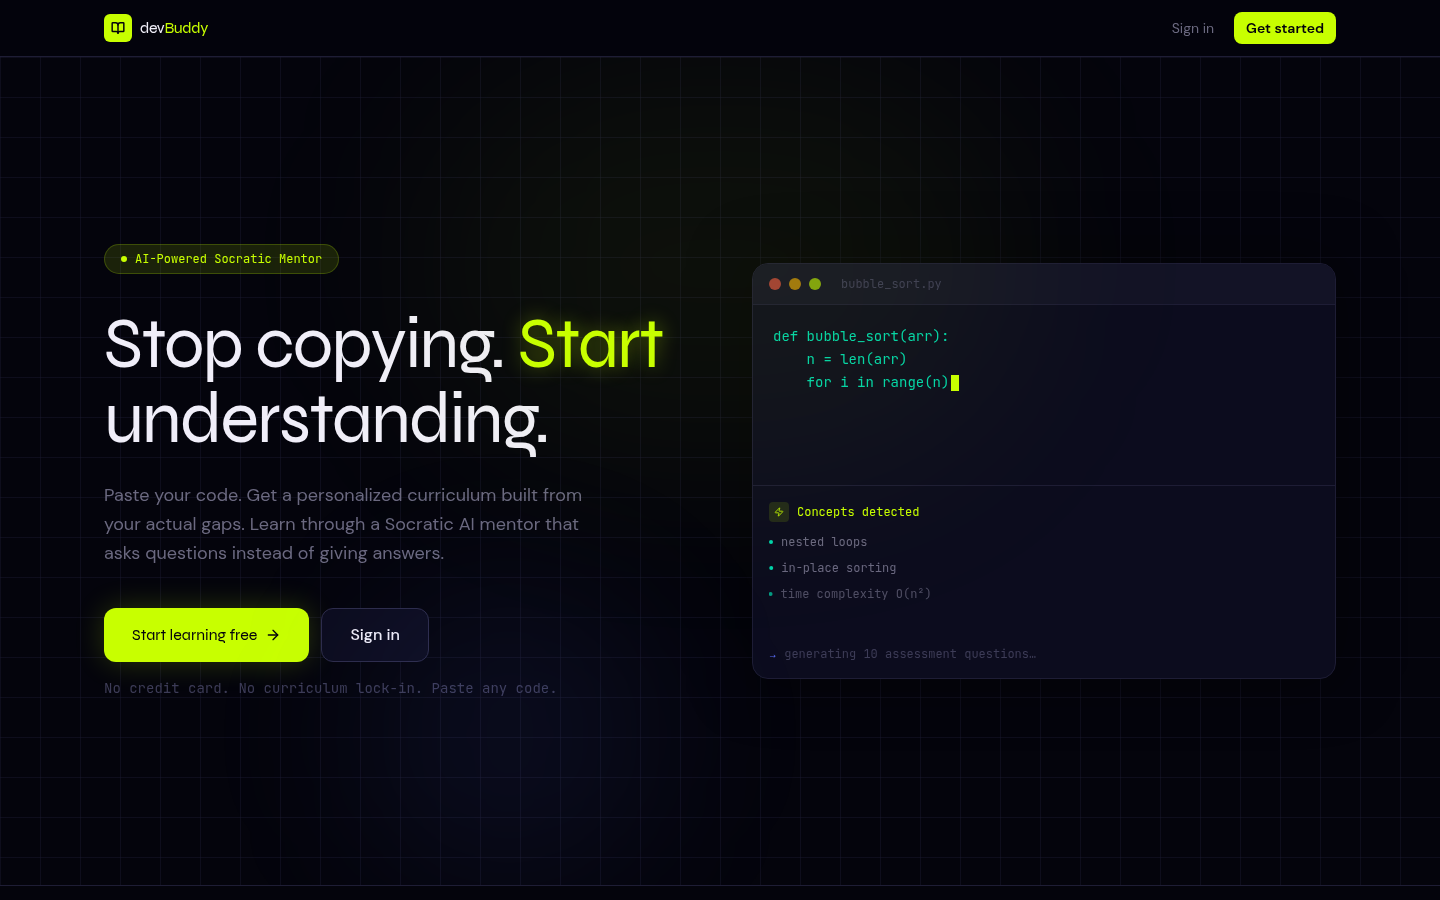 devBuddy
Sign in
Get started
AI-Powered Socratic Mentor
Stop copying. Start
understanding.
Paste your code. Get a personalized curriculum built from
your actual gaps. Learn through a Socratic AI mentor that
asks questions instead of giving answers.
Start learning free →
Sign in
No credit card. No curriculum lock-in. Paste any code.
bubble_sort.py
def bubble_sort(arr):
    n = len(arr)
    for i in range(n)
Concepts detected
• nested loops
• in-place sorting
• time complexity O(n²)
→ generating 10 assessment questions…